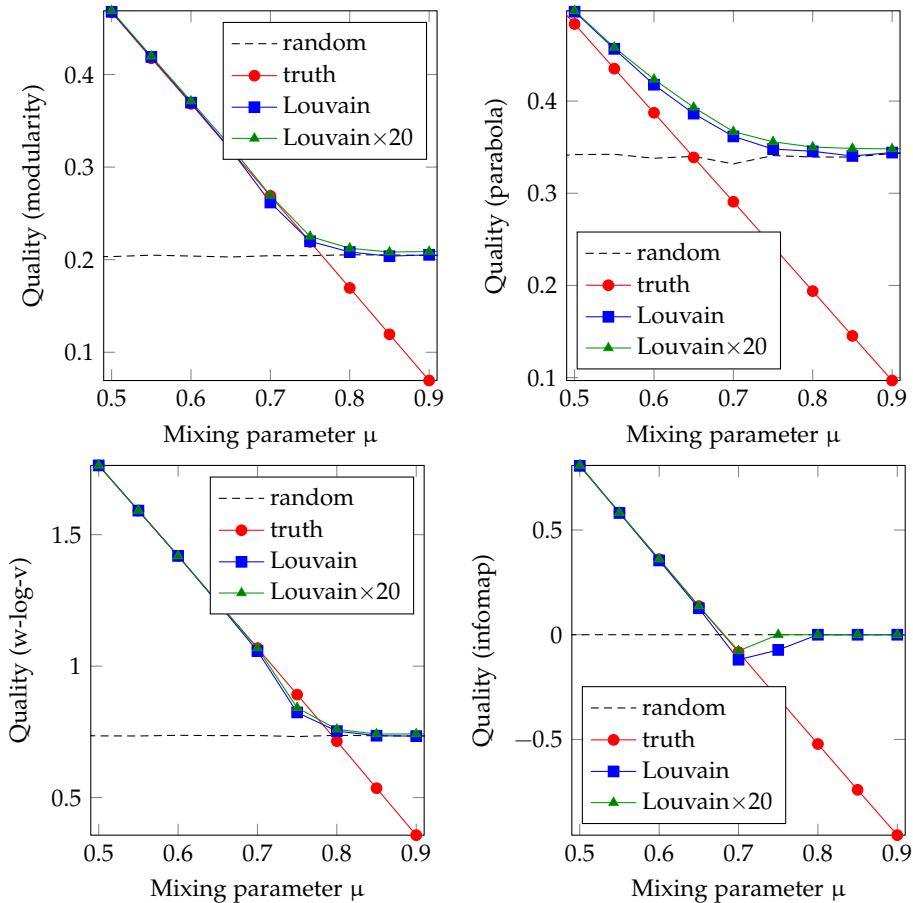 0.4
0.3
0.2
0.1
Quality (modularity)
random
truth
Louvain
Louvain×20
0.5 0.6 0.7 0.8 0.9
Mixing parameter μ
0.4
0.3
0.2
0.1
Quality (parabola)
random
truth
Louvain
Louvain×20
0.5 0.6 0.7 0.8 0.9
Mixing parameter μ
1.5
1
0.5
Quality (w-log-v)
random
truth
Louvain
Louvain×20
0.5 0.6 0.7 0.8 0.9
Mixing parameter μ
0.5
0
−0.5
Quality (infomap)
random
truth
Louvain
Louvain×20
0.5 0.6 0.7 0.8 0.9
Mixing parameter μ